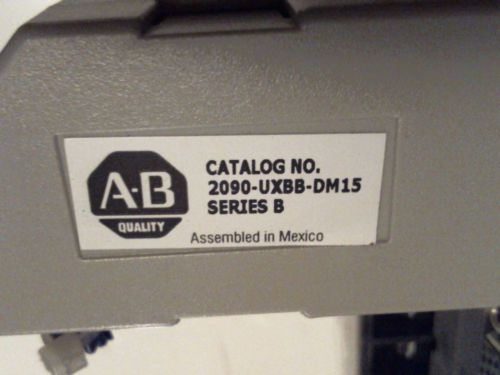 A-B
QUALITY
CATALOG NO.
2090-UXBB-DM15
SERIES B
Assembled in Mexico